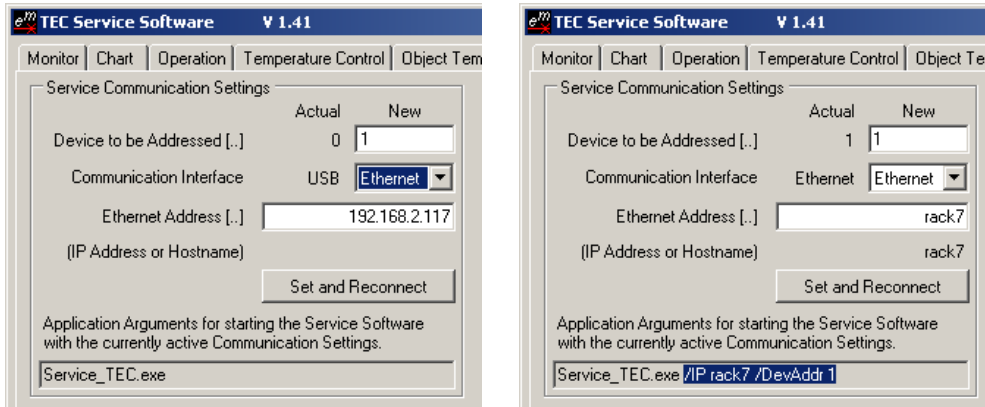 TEC Service Software V 1.41
Monitor Chart Operation Temperature Control Object Tem
Service Communication Settings
Actual New
Device to be Addressed [..] 0 1
Communication Interface USB Ethernet
Ethernet Address [..] 192.168.2.117
(IP Address or Hostname)
Set and Reconnect
Application Arguments for starting the Service Software
with the currently active Communication Settings.
Service_TEC.exe
TEC Service Software V 1.41
Monitor Chart Operation Temperature Control Object Te
Service Communication Settings
Actual New
Device to be Addressed [..] 1 1
Communication Interface Ethernet Ethernet
Ethernet Address [..] rack7
(IP Address or Hostname) rack7
Set and Reconnect
Application Arguments for starting the Service Software
with the currently active Communication Settings.
Service_TEC.exe /IP rack7 /DevAddr 1